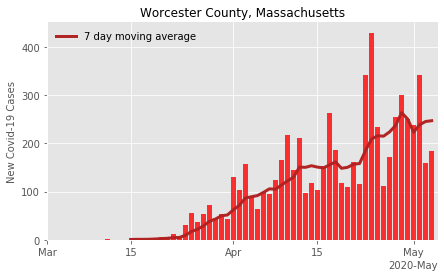 Worcester County, Massachusetts
7 day moving average
New Covid-19 Cases
400
300
200
100
0
Mar
15
Apr
15
May
2020-May